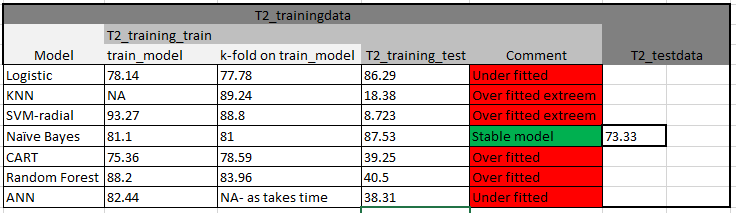 T2_trainingdata
T2_training_train
Model train_model k-fold on train_model T2_training_test Comment T2_testdata
Logistic 78.14 77.78 86.29 Under fitted
KNN NA 89.24 18.38 Over fitted extreem
SVM-radial 93.27 88.8 8.723 Over fitted extreem
Naïve Bayes 81.1 81 87.53 Stable model 73.33
CART 75.36 78.59 39.25 Over fitted
Random Forest 88.2 83.96 40.5 Over fitted
ANN 82.44 NA- as takes time 38.31 Under fitted